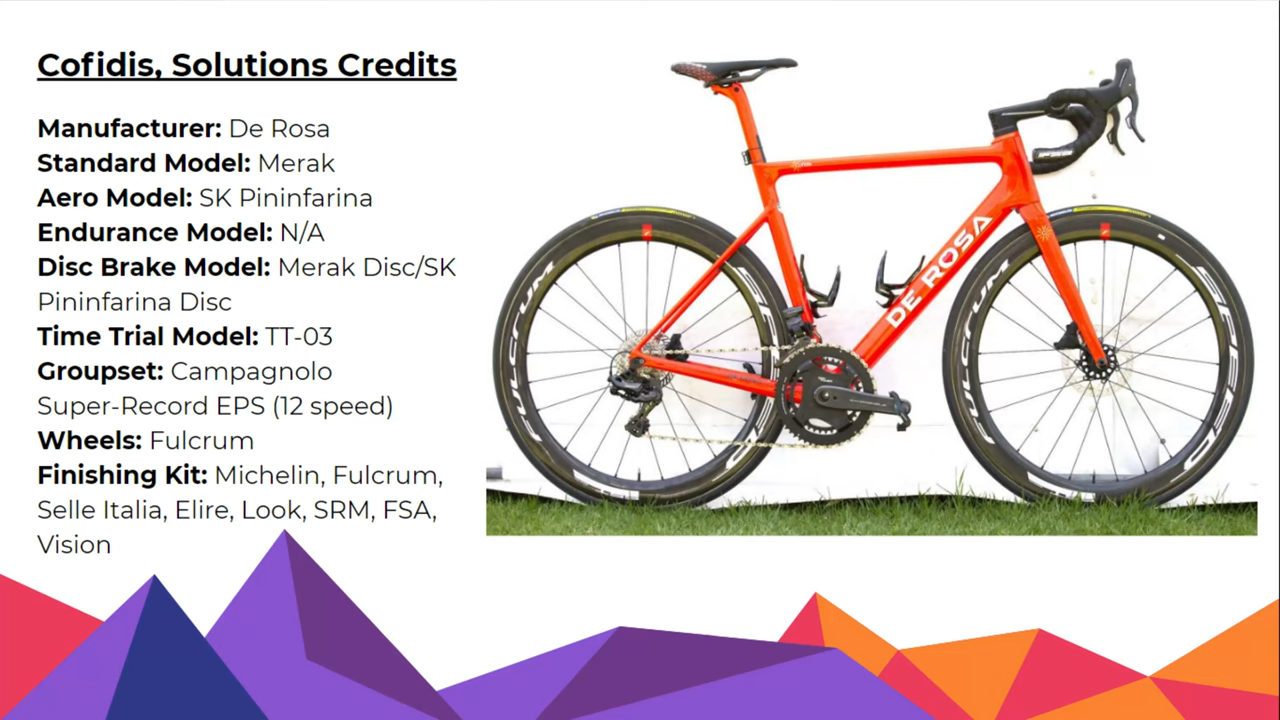 Cofidis, Solutions Credits
Manufacturer: De Rosa
Standard Model: Merak
Aero Model: SK Pininfarina
Endurance Model: N/A
Disc Brake Model: Merak Disc/SK
Pininfarina Disc
Time Trial Model: TT-03
Groupset: Campagnolo
Super-Record EPS (12 speed)
Wheels: Fulcrum
Finishing Kit: Michelin, Fulcrum,
Selle Italia, Elire, Look, SRM, FSA,
Vision
DE ROSA
FULCRUM
SPEED
FULCRUM
SPEED